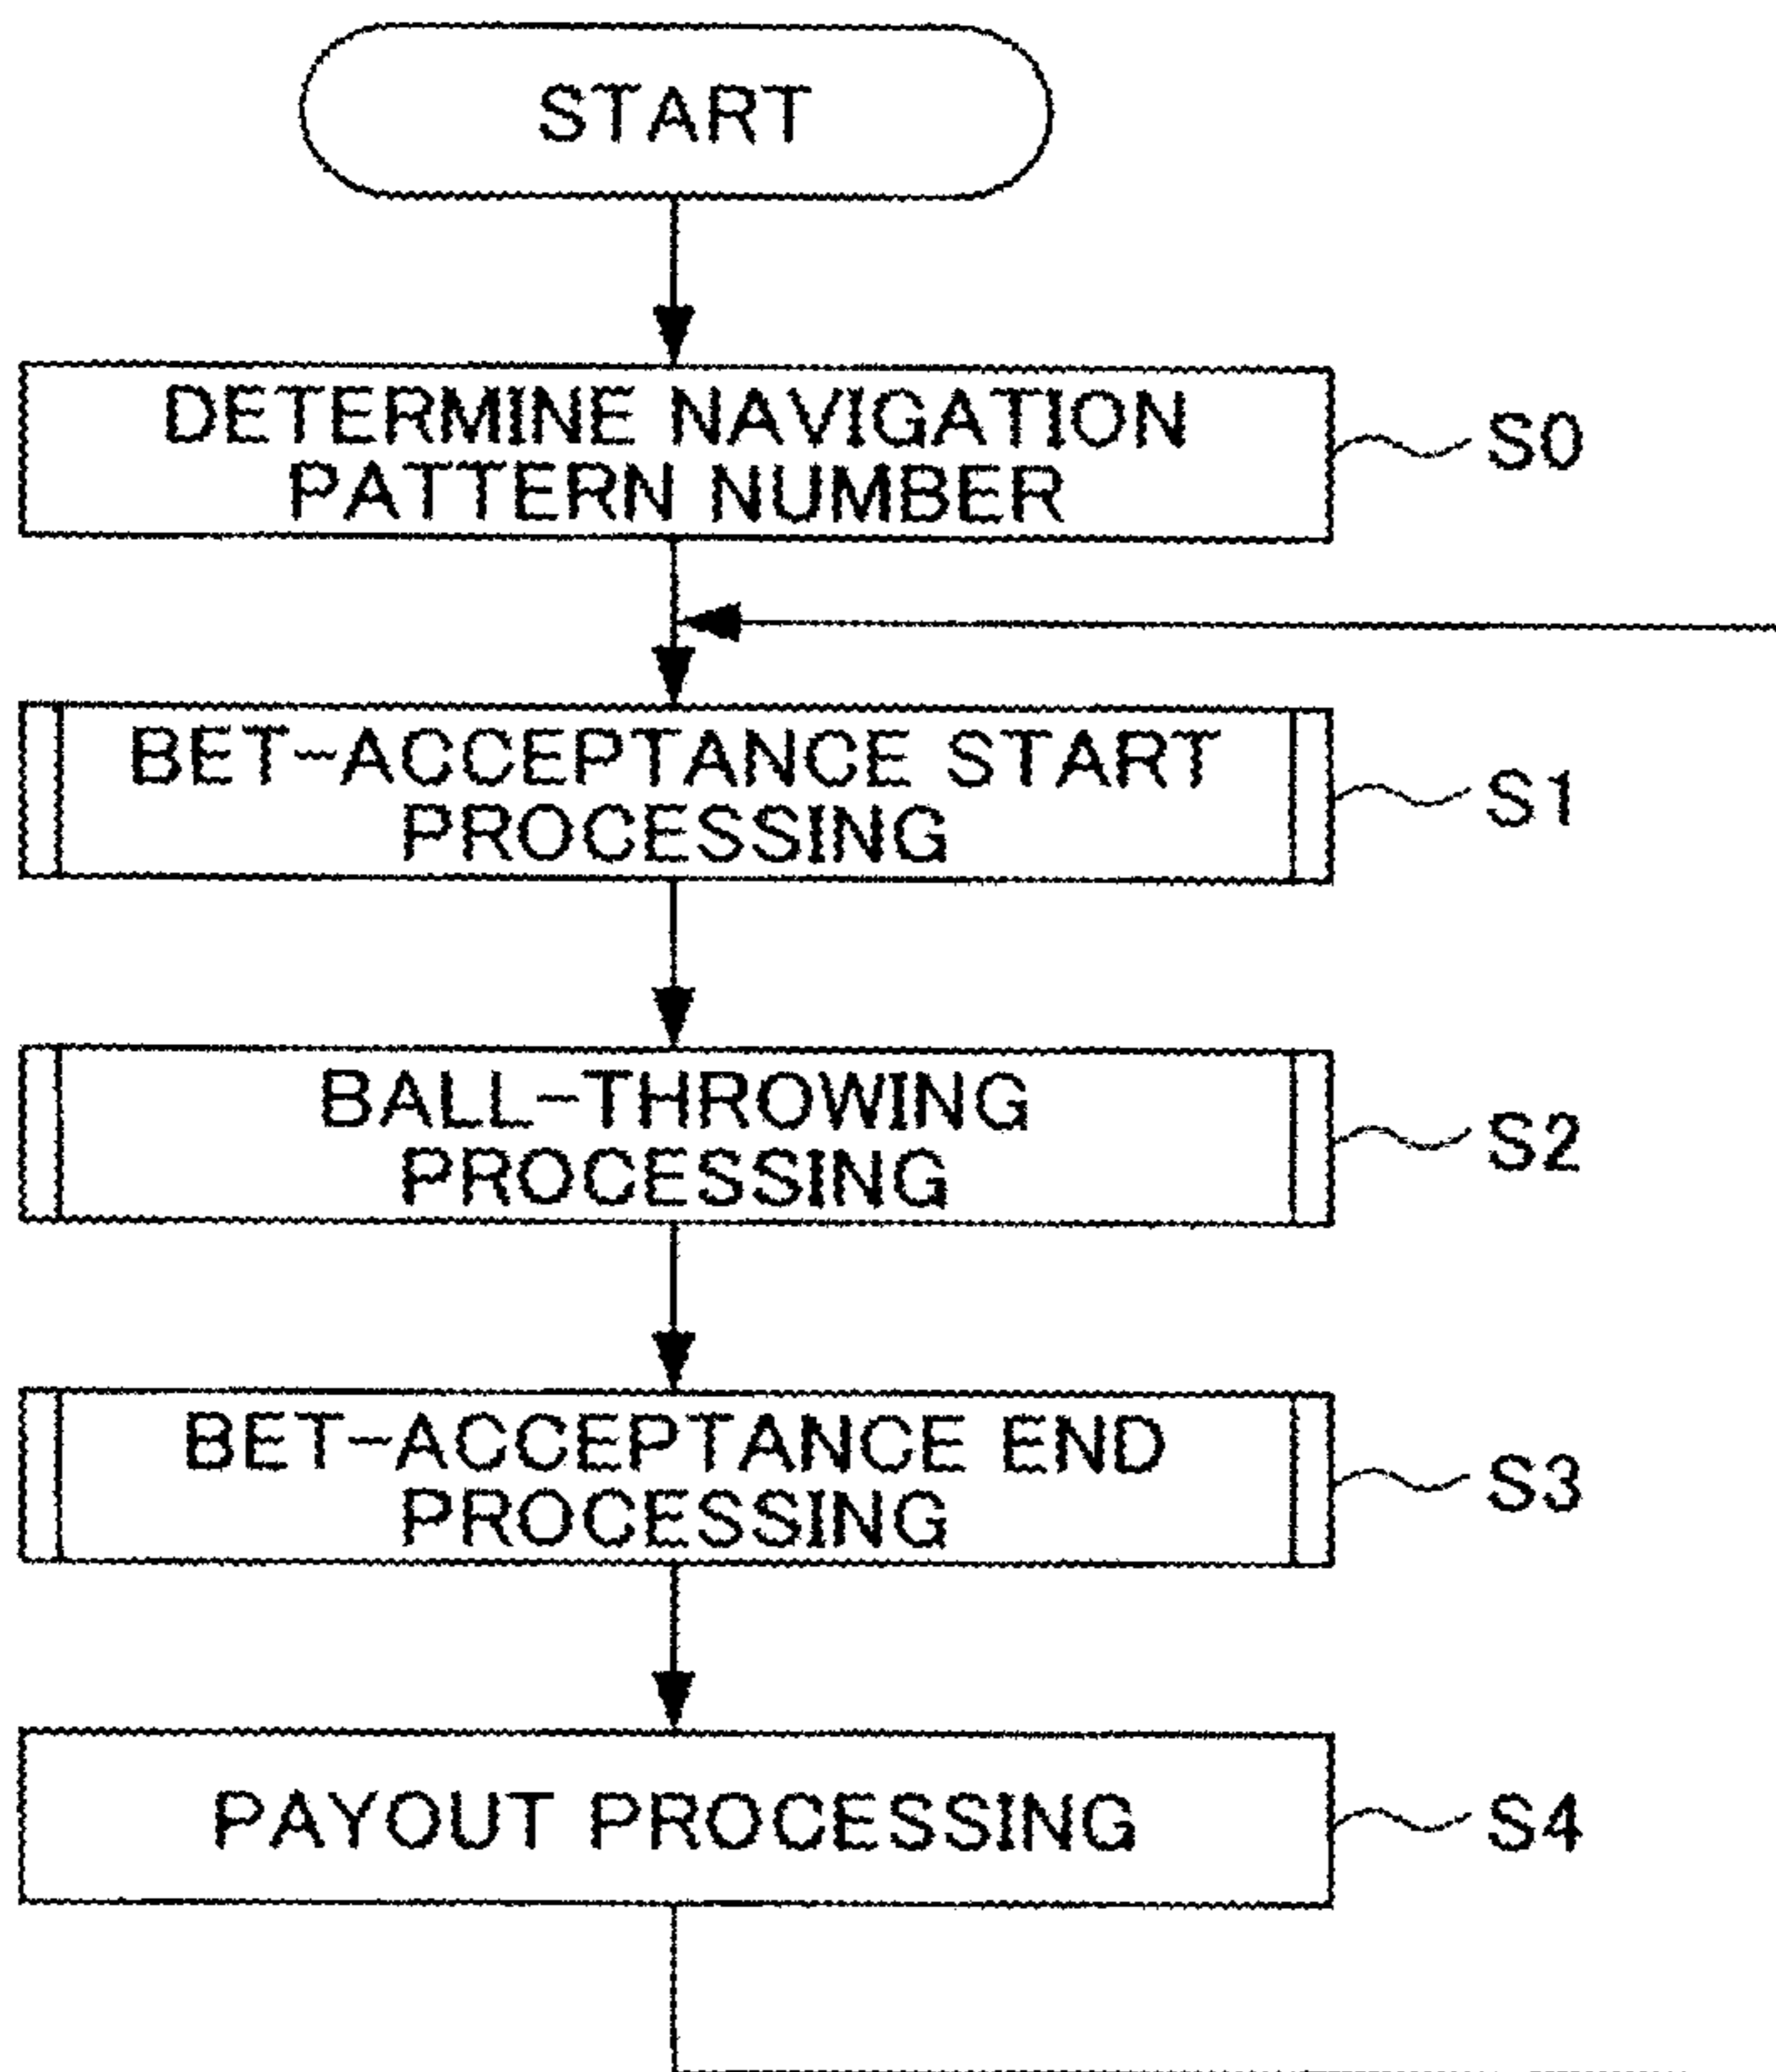 START
DETERMINE NAVIGATION
PATTERN NUMBER
S0
BET-ACCEPTANCE START
PROCESSING
S1
BALL-THROWING
PROCESSING
S2
BET-ACCEPTANCE END
PROCESSING
S3
PAYOUT PROCESSING
S4